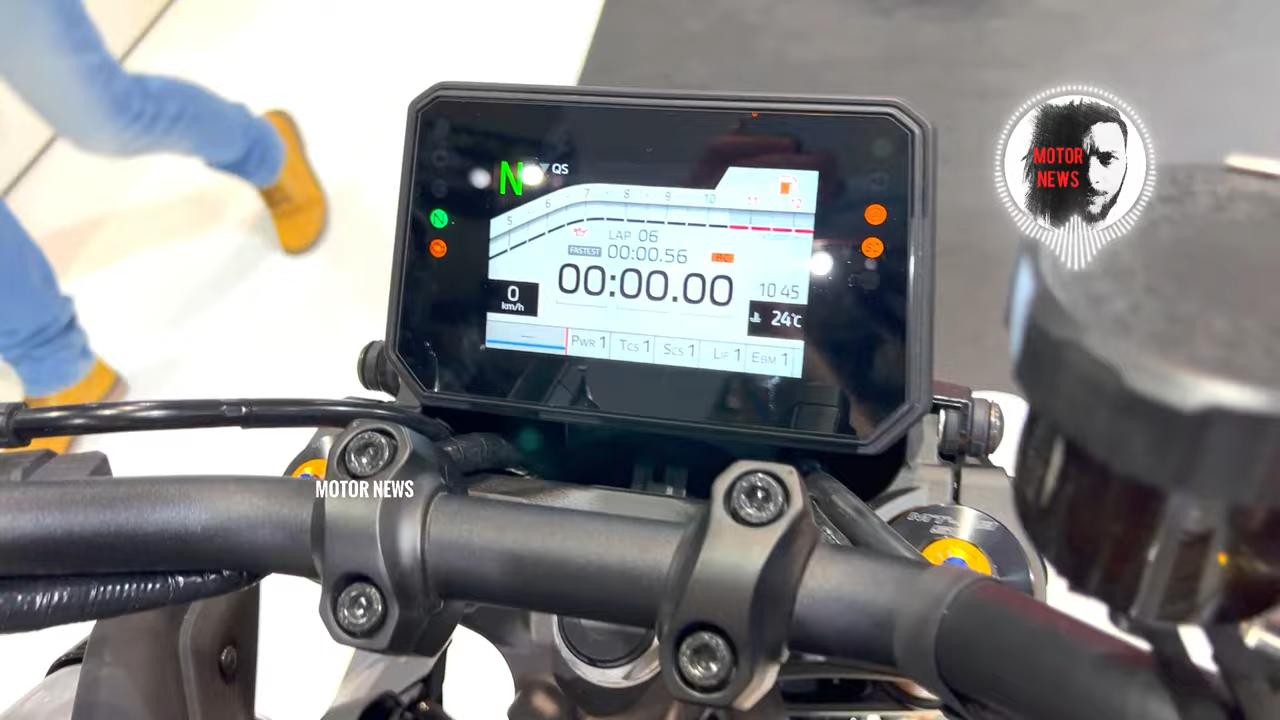 N
QS
5 6 7 8 9 10 11 12
LAP 06
FASTEST 00:00.56
00:00.00
0
km/h
10 45
24℃
PWR 1 TCS 1 SCS 1 LIF 1 EBM 1
N
MOTOR
NEWS
MOTOR NEWS